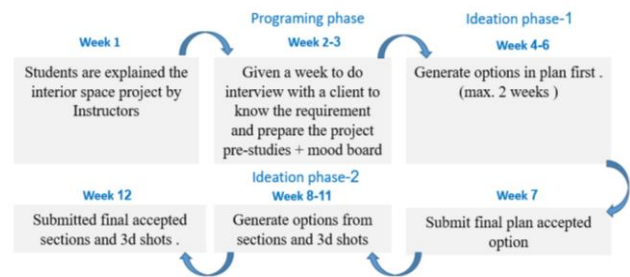 Programing phase
Ideation phase-1
Week 1
Week 2-3
Week 4-6
Students are explained the
interior space project by
Instructors
Given a week to do
interview with a client to
know the requirement
and prepare the project
pre-studies + mood board
Generate options in plan first .
(max. 2 weeks )
Ideation phase-2
Week 12
Week 8-11
Week 7
Submitted final accepted
sections and 3d shots .
Generate options from
sections and 3d shots
Submit final plan accepted
option